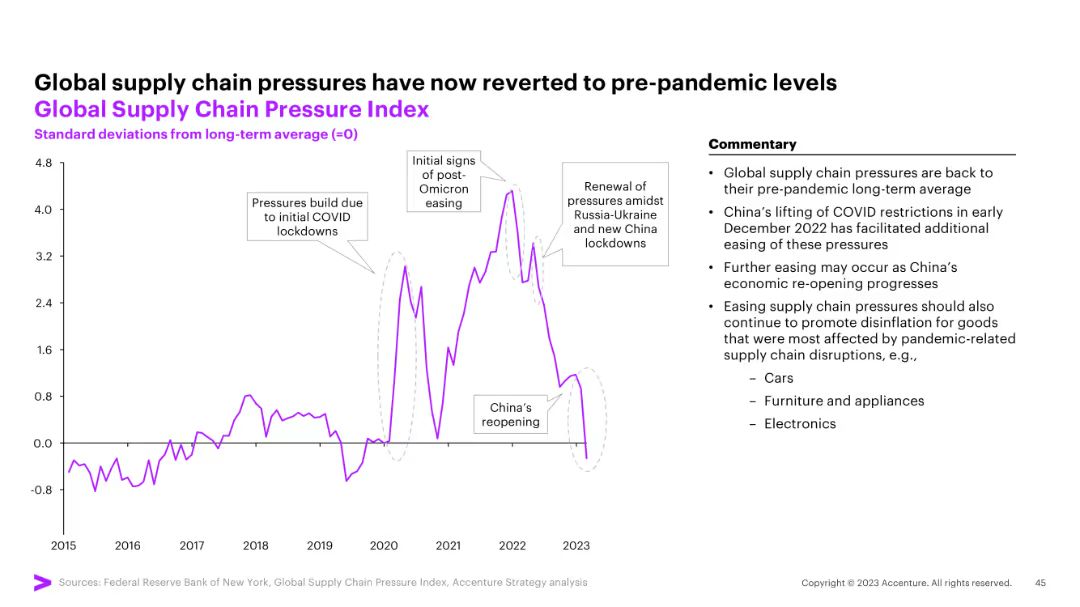 Global supply chain pressures have now reverted to pre-pandemic levels
Global Supply Chain Pressure Index
Standard deviations from long-term average (=0)
4.8
4.0
3.2
2.4
1.6
0.8
0.0
-0.8
2015
2016
2017
2018
2019
2020
2021
2022
2023
Pressures build due
to initial COVID
lockdowns
Initial signs
of post-
Omicron
easing
Renewal of
pressures amidst
Russia-Ukraine
and new China
lockdowns
China's
reopening
Commentary
• Global supply chain pressures are back to
their pre-pandemic long-term average
• China's lifting of COVID restrictions in early
December 2022 has facilitated additional
easing of these pressures
• Further easing may occur as China's
economic re-opening progresses
• Easing supply chain pressures should also
continue to promote disinflation for goods
that were most affected by pandemic-related
supply chain disruptions, e.g.,
– Cars
– Furniture and appliances
– Electronics
Sources: Federal Reserve Bank of New York, Global Supply Chain Pressure Index, Accenture Strategy analysis
Copyright © 2023 Accenture. All rights reserved.
45